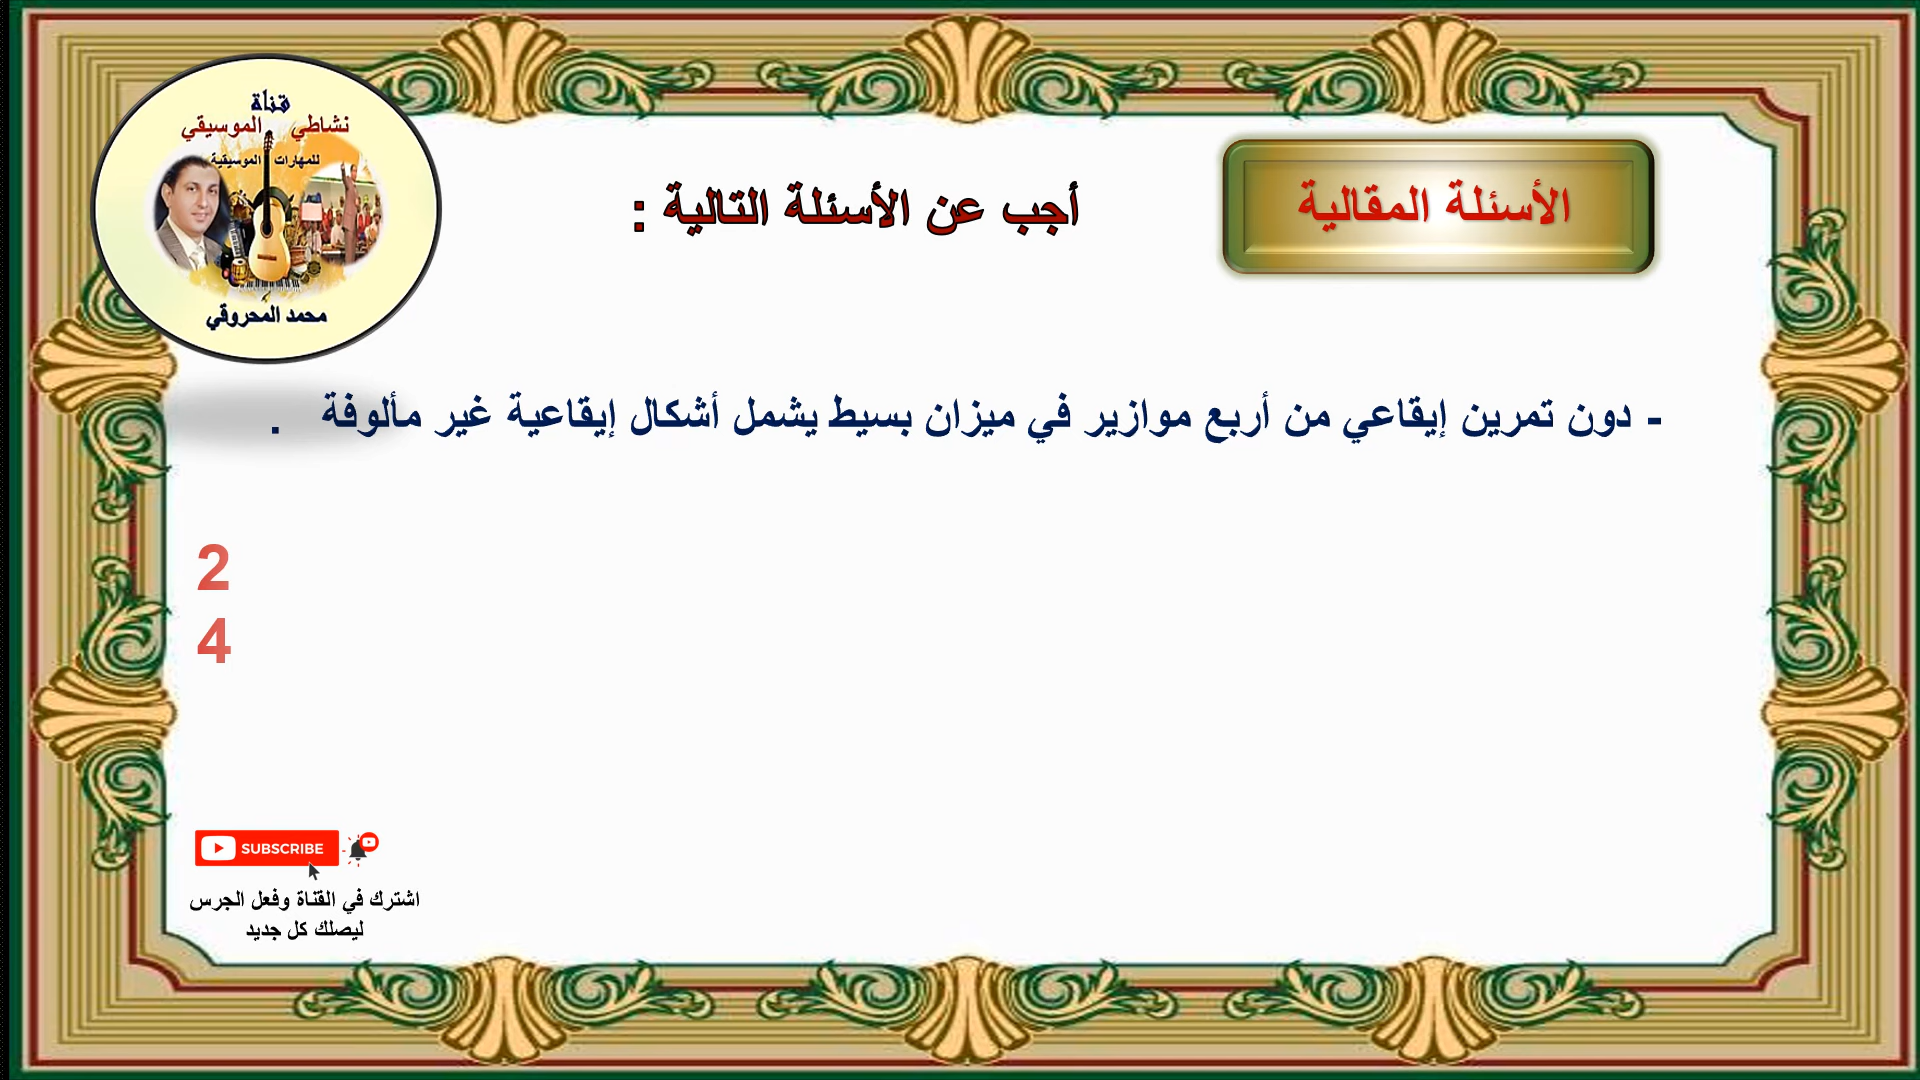 قناة
نشاطي الموسيقي
للمهارات الموسيقية
محمد المحروقي
الأسئلة المقالية
أجب عن الأسئلة التالية :
- دون تمرين إيقاعي من أربع موازير في ميزان بسيط يشمل أشكال إيقاعية غير مألوفة .
2
4
SUBSCRIBE
اشترك في القناة وفعل الجرس
ليصلك كل جديد